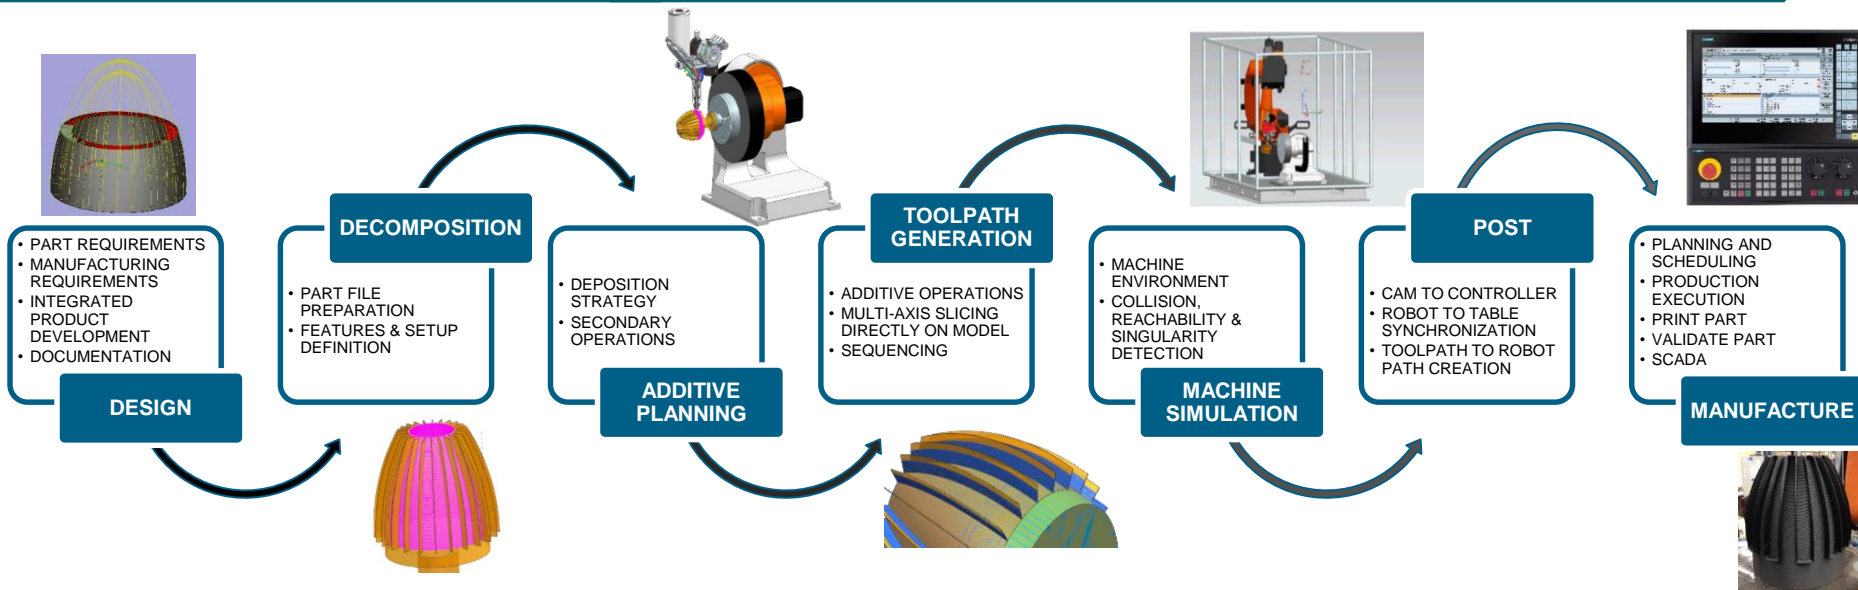 • PART REQUIREMENTS
• MANUFACTURING
REQUIREMENTS
• INTEGRATED
PRODUCT
DEVELOPMENT
• DOCUMENTATION
DESIGN
DECOMPOSITION
• PART FILE
PREPARATION
• FEATURES & SETUP
DEFINITION
• DEPOSITION
STRATEGY
• SECONDARY
OPERATIONS
ADDITIVE
PLANNING
TOOLPATH
GENERATION
• ADDITIVE OPERATIONS
• MULTI-AXIS SLICING
DIRECTLY ON MODEL
• SEQUENCING
• MACHINE
ENVIRONMENT
• COLLISION,
REACHABILITY &
SINGULARITY
DETECTION
MACHINE
SIMULATION
POST
• CAM TO CONTROLLER
• ROBOT TO TABLE
SYNCHRONIZATION
• TOOLPATH TO ROBOT
PATH CREATION
• PLANNING AND
SCHEDULING
• PRODUCTION
EXECUTION
• PRINT PART
• VALIDATE PART
• SCADA
MANUFACTURE